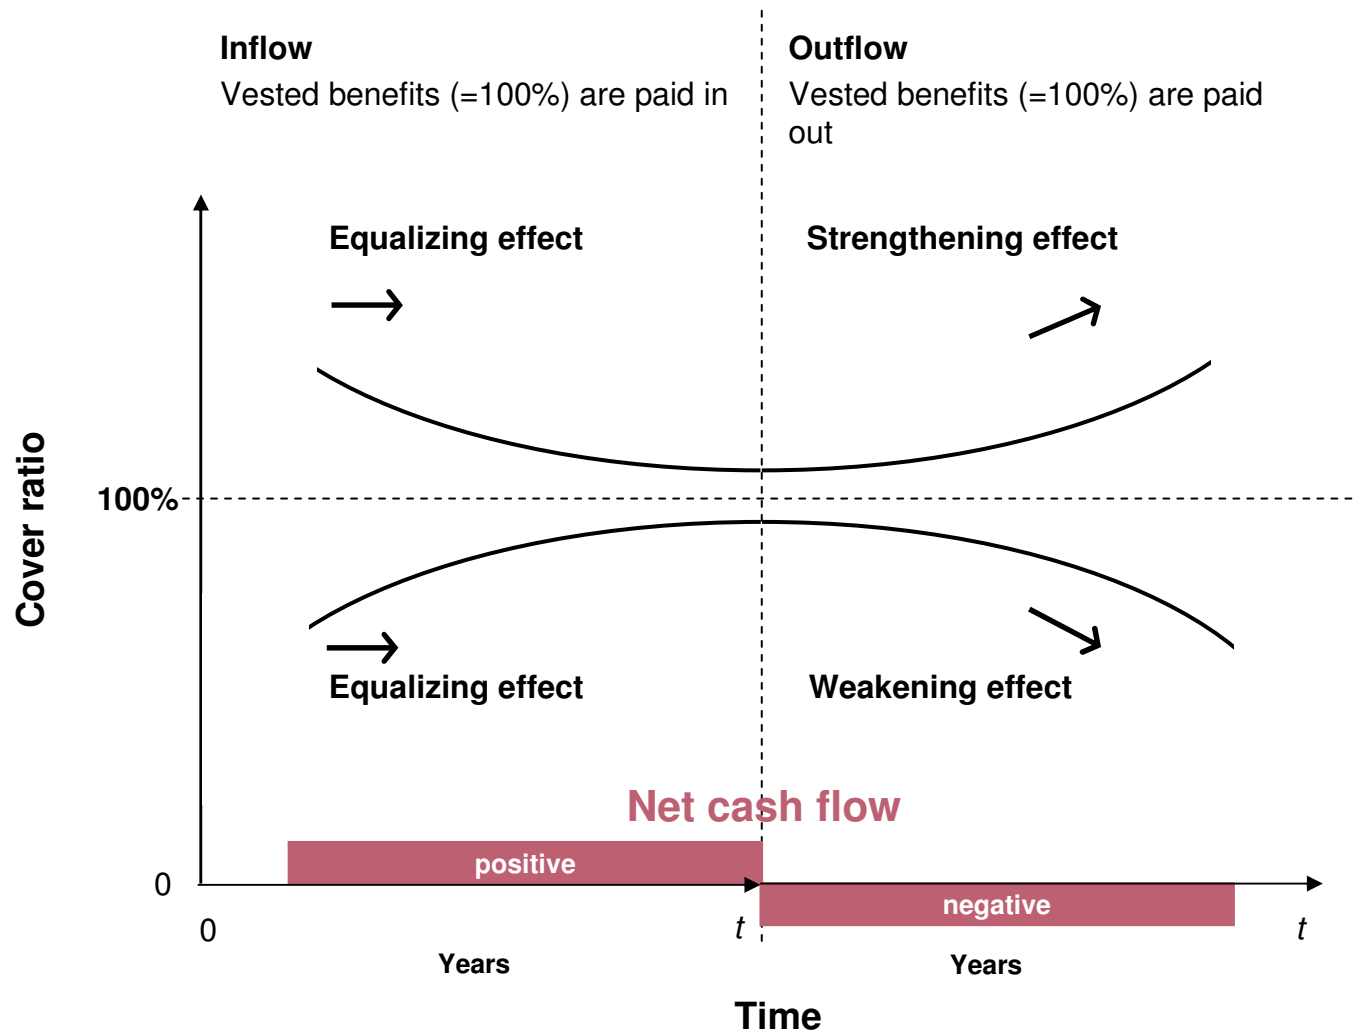 Inflow
Vested benefits (=100%) are paid in
Outflow
Vested benefits (=100%) are paid
out
Equalizing effect
Strengthening effect
Cover ratio
100%
Equalizing effect
Weakening effect
Net cash flow
positive
0
negative
0
t
t
Years
Years
Time